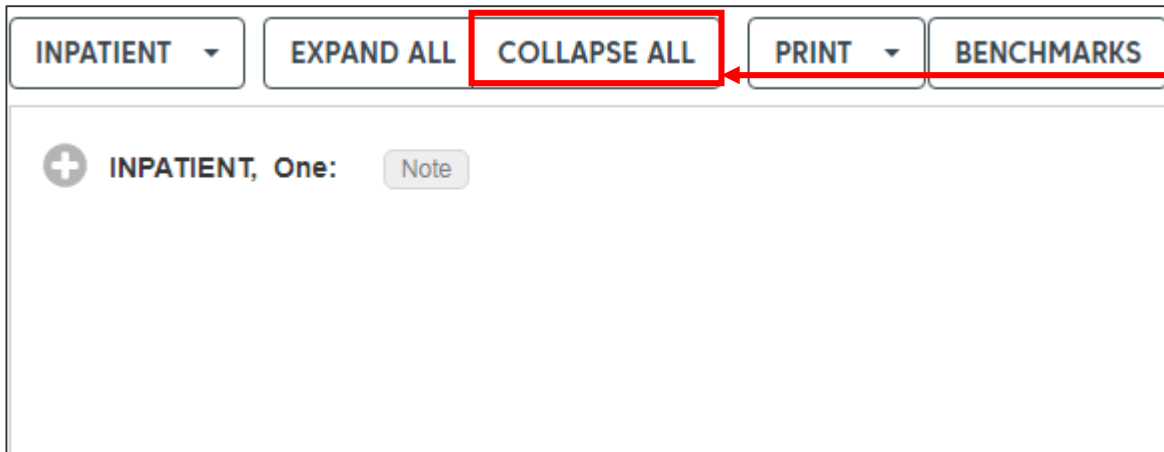 INPATIENT EXPAND ALL COLLAPSE ALL PRINT BENCHMARKS
INPATIENT, One: Note